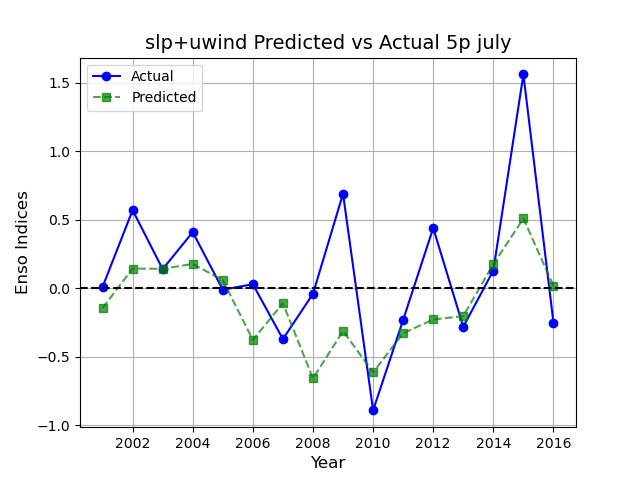 slp+uwind Predicted vs Actual 5p july
Actual
Predicted
1.5
1.0
0.5
0.0
−0.5
−1.0
Enso Indices
2002 2004 2006 2008 2010 2012 2014 2016
Year